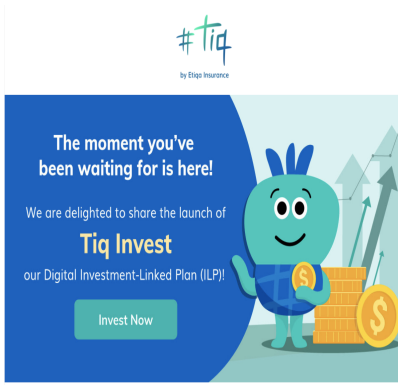 #tiq
by Etiqa Insurance
The moment you've
been waiting for is here!
We are delighted to share the launch of
Tiq Invest
our Digital Investment-Linked Plan (ILP)!
Invest Now
$
$